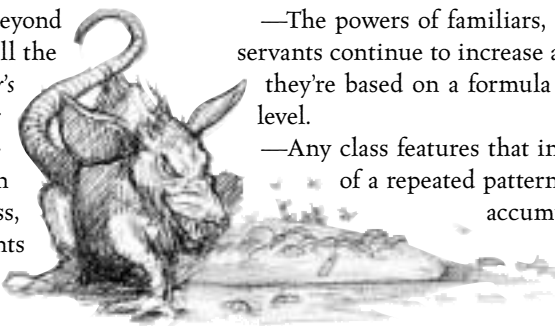 eyond
ll the
r's
n
ss,
nts
—The powers of familiars,
servants continue to increase a
they're based on a formula
level.
—Any class features that in
of a repeated pattern
accum